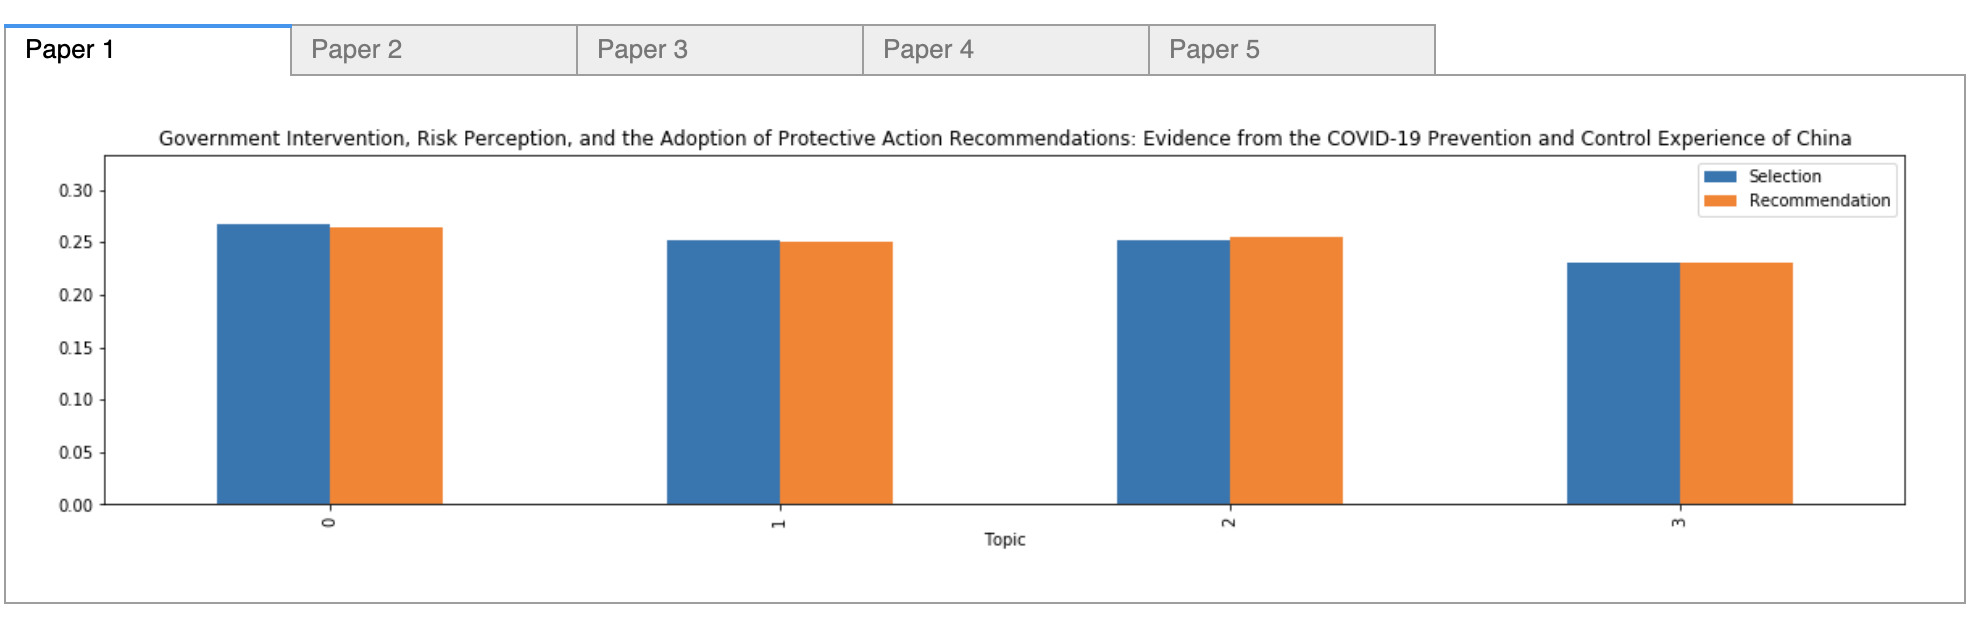 Paper 1
Paper 2
Paper 3
Paper 4
Paper 5
Government Intervention, Risk Perception, and the Adoption of Protective Action Recommendations: Evidence from the COVID-19 Prevention and Control Experience of China
Selection
Recommendation
0.30
0.25
0.20
0.15
0.10
0.05
0.00
0
1
2
3
Topic